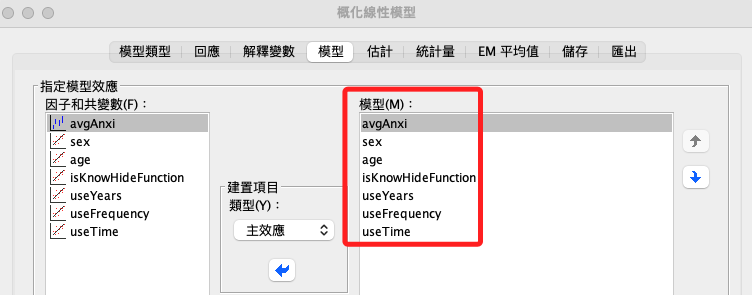 概化線性模型
模型類型 回應 解釋變數 模型 估計 統計量 EM 平均值 儲存 匯出
指定模型效應
因子和共變數(F)：
avgAnxi
sex
age
isKnowHideFunction
useYears
useFrequency
useTime
建置項目
類型(Y)：
主效應
模型(M)：
avgAnxi
sex
age
isKnowHideFunction
useYears
useFrequency
useTime